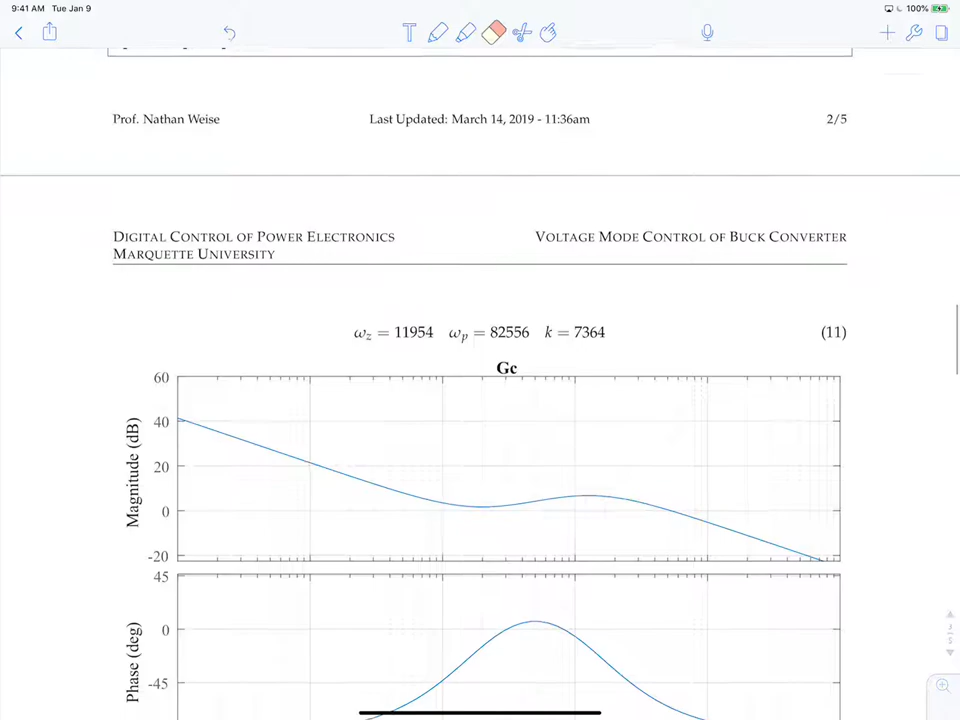 9:41 AM Tue Jan 9
100%
Prof. Nathan Weise Last Updated: March 14, 2019 - 11:36am 2/5
DIGITAL CONTROL OF POWER ELECTRONICS VOLTAGE MODE CONTROL OF BUCK CONVERTER
MARQUETTE UNIVERSITY
ω_z = 11954 ω_p = 82556 k = 7364 (11)
Gc
60
40
20
0
-20
Magnitude (dB)
45
0
-45
Phase (deg)